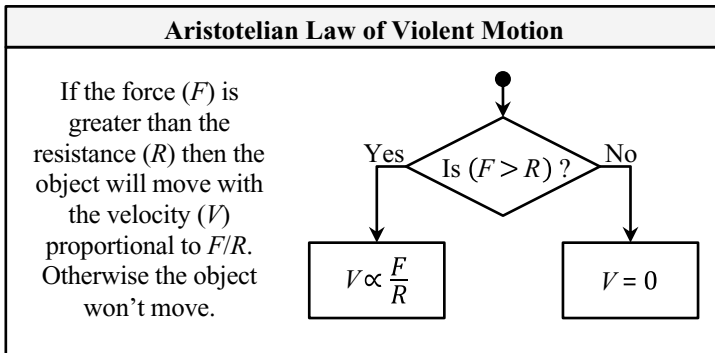 Aristotelian Law of Violent Motion
If the force (F) is
greater than the
resistance (R) then the
object will move with
the velocity (V)
proportional to F/R.
Otherwise the object
won’t move.
Is (F > R) ?
Yes
No
V ∝ F/R
V = 0